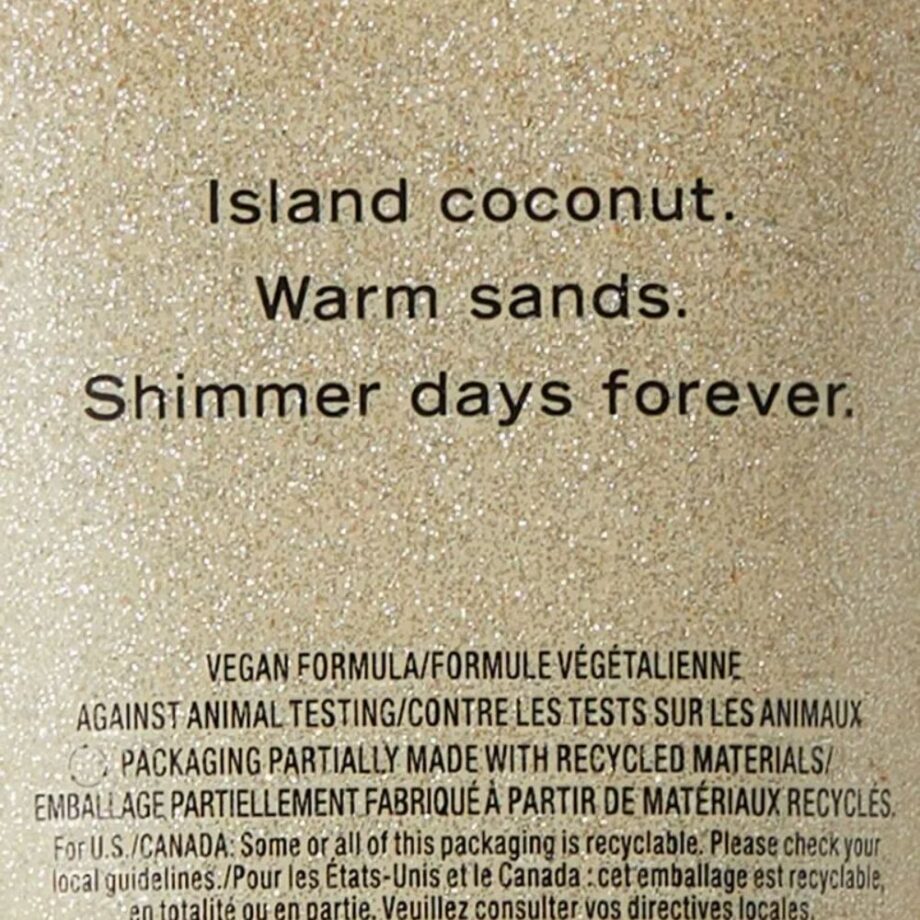 Island coconut.
Warm sands.
Shimmer days forever.
VEGAN FORMULA/FORMULE VÉGÉTALIENNE
AGAINST ANIMAL TESTING/CONTRE LES TESTS SUR LES ANIMAUX
PACKAGING PARTIALLY MADE WITH RECYCLED MATERIALS/
EMBALLAGE PARTIELLEMENT FABRIQUÉ À PARTIR DE MATÉRIAUX RECYCLÉS.
For U.S./CANADA: Some or all of this packaging is recyclable. Please check your
local guidelines./Pour les États-Unis et le Canada : cet emballage est recyclable,
en totalité ou en partie. Veuillez consulter vos directives locales.